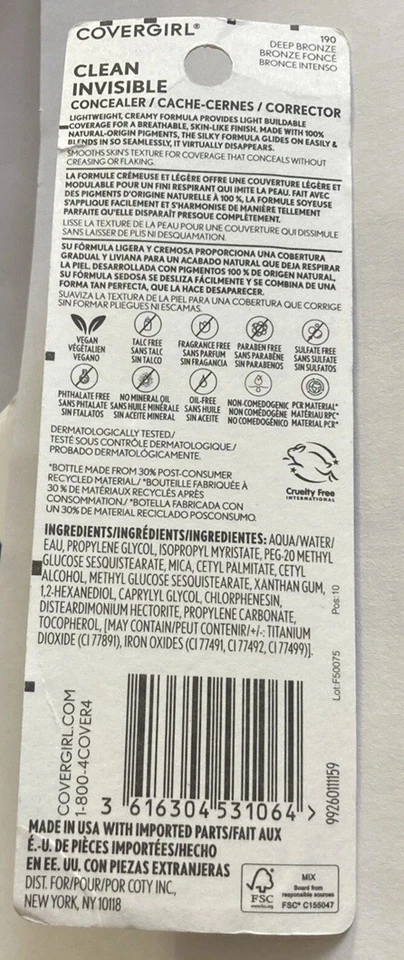 COVERGIRL®
190
DEEP BRONZE
BRONZE FONCÉ
BRONCE INTENSO
CLEAN
INVISIBLE
CONCEALER / CACHE-CERNES / CORRECTOR
LIGHTWEIGHT, CREAMY FORMULA PROVIDES LIGHT BUILDABLE
COVERAGE FOR A BREATHABLE, SKIN-LIKE FINISH. MADE WITH 100%
NATURAL-ORIGIN PIGMENTS, THE SILKY FORMULA GLIDES ON EASILY &
BLENDS IN SO SEAMLESSLY, IT VIRTUALLY DISAPPEARS.
SMOOTHS SKIN'S TEXTURE FOR COVERAGE THAT CONCEALS WITHOUT
CREASING OR FLAKING.
LA FORMULE CRÉMEUSE ET LÉGÈRE OFFRE UNE COUVERTURE LÉGÈRE ET
MODULABLE POUR UN FINI RESPIRANT QUI IMITE LA PEAU. FAIT AVEC
DES PIGMENTS D'ORIGINE NATURELLE À 100 %, LA FORMULE SOYEUSE
S'APPLIQUE FACILEMENT ET S'HARMONISE DE MANIÈRE TELLEMENT
PARFAITE QU'ELLE DISPARAÎT PRESQUE COMPLÈTEMENT.
LISSE LA TEXTURE DE LA PEAU POUR UNE COUVERTURE QUI DISSIMULE
SANS LAISSER DE PLIS NI DESQUAMATION.
SU FÓRMULA LIGERA Y CREMOSA PROPORCIONA UNA COBERTURA
GRADUAL Y LIVIANA PARA UN ACABADO NATURAL QUE DEJA RESPIRAR
LA PIEL. DESARROLLADA CON PIGMENTOS 100 % DE ORIGEN NATURAL,
SU FÓRMULA SEDOSA SE DESLIZA FÁCILMENTE Y SE COMBINA DE UNA
FORMA TAN PERFECTA, QUE LA HACE DESAPARECER.
SUAVIZA LA TEXTURA DE LA PIEL PARA UNA COBERTURA QUE CORRIGE
SIN FORMAR PLIEGUES NI ESCAMAS.
VEGAN
VÉGÉTALIEN
VEGANO
TALC FREE
SANS TALC
SIN TALCO
FRAGRANCE FREE
SANS PARFUM
SIN FRAGANCIA
PARABEN FREE
SANS PARABÈNE
SIN PARABENOS
SULFATE FREE
SANS SULFATE
SIN SULFATOS
PHTHALATE FREE
SANS PHTALATE
SIN FTALATOS
NO MINERAL OIL
SANS HUILE MINÉRALE
SIN ACEITE MINERAL
OIL-FREE
SANS HUILE
SIN ACEITE
NON-COMEDOGENIC
NON COMÉDOGÈNE
NO COMEDOGÉNICO
PCR MATERIAL*
MATÉRIAU RPC*
MATERIAL PCR*
DERMATOLOGICALLY TESTED/
TESTÉ SOUS CONTRÔLE DERMATOLOGIQUE/
PROBADO DERMATOLÓGICAMENTE.
*BOTTLE MADE FROM 30% POST-CONSUMER
RECYCLED MATERIAL/ *BOUTEILLE FABRIQUÉE À
30 % DE MATÉRIAUX RECYCLÉS APRÈS
CONSOMMATION/ *BOTELLA FABRICADA CON
UN 30% DE MATERIAL RECICLADO POSCONSUMO.
Cruelty Free
INTERNATIONAL
INGREDIENTS/INGRÉDIENTS/INGREDIENTES: AQUA/WATER/
EAU, PROPYLENE GLYCOL, ISOPROPYL MYRISTATE, PEG-20 METHYL
GLUCOSE SESQUISTEARATE, MICA, CETYL PALMITATE, CETYL
ALCOHOL, METHYL GLUCOSE SESQUISTEARATE, XANTHAN GUM,
1,2-HEXANEDIOL, CAPRYLYL GLYCOL, CHLORPHENESIN,
DISTEARDIMONIUM HECTORITE, PROPYLENE CARBONATE,
TOCOPHEROL, [MAY CONTAIN/PEUT CONTENIR/+/-: TITANIUM
DIOXIDE (CI 77891), IRON OXIDES (CI 77491, CI 77492, CI 77499)].
Lot:F50075 Pos:10
COVERGIRL.COM
1-800-4COVER4
3 616304 531064 >
99260111159
MADE IN USA WITH IMPORTED PARTS/FAIT AUX
É.-U. DE PIÈCES IMPORTÉES/HECHO
EN EE. UU. CON PIEZAS EXTRANJERAS
DIST. FOR/POUR/POR COTY INC.,
NEW YORK, NY 10118
FSC
www.fsc.org
MIX
Board from
responsible sources
FSC® C155047